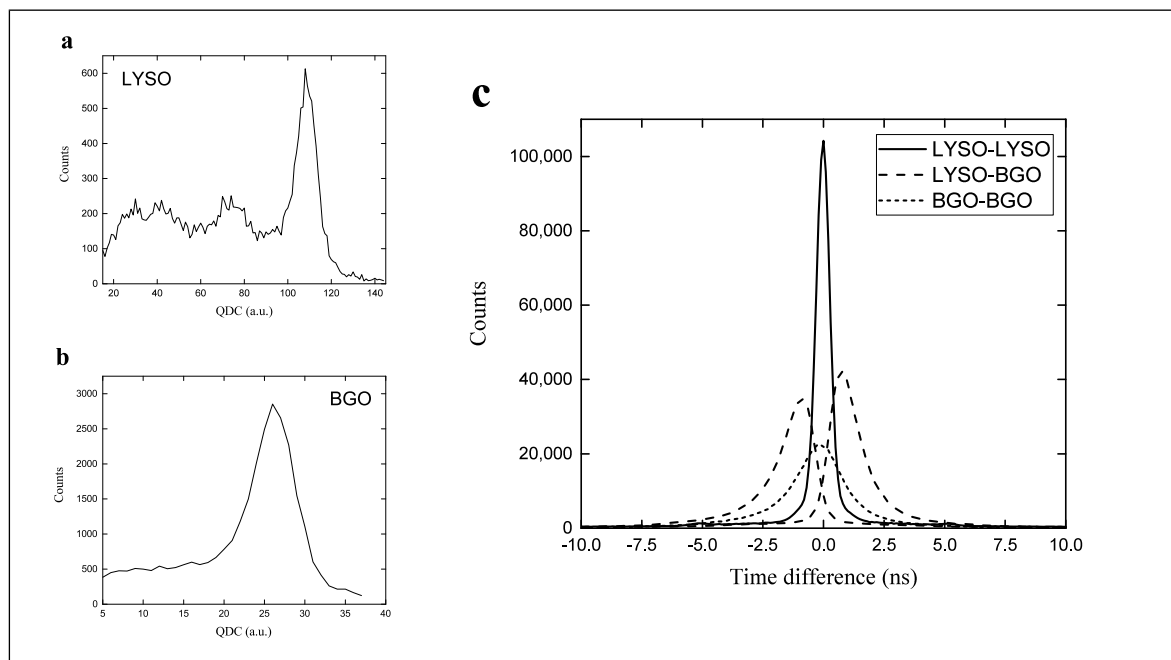 a
LYSO
600
500
400
300
200
100
0
Counts
20 40 60 80 100 120 140
QDC (a.u.)
b
BGO
3000
2500
2000
1500
1000
500
0
Counts
5 10 15 20 25 30 35 40
QDC (a.u.)
c
LYSO-LYSO
LYSO-BGO
BGO-BGO
100,000
80,000
60,000
40,000
20,000
0
Counts
-10.0 -7.5 -5.0 -2.5 0.0 2.5 5.0 7.5 10.0
Time difference (ns)